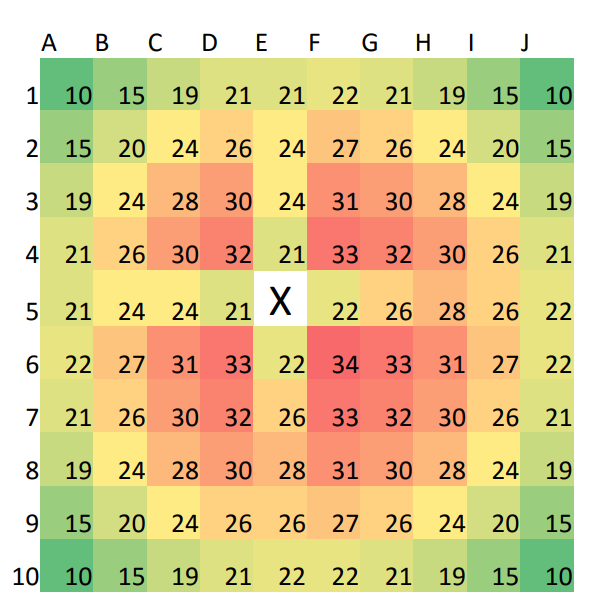 A B C D E F G H I J
1 10 15 19 21 21 22 21 19 15 10
2 15 20 24 26 24 27 26 24 20 15
3 19 24 28 30 24 31 30 28 24 19
4 21 26 30 32 21 33 32 30 26 21
5 21 24 24 21 X 22 26 28 26 22
6 22 27 31 33 22 34 33 31 27 22
7 21 26 30 32 26 33 32 30 26 21
8 19 24 28 30 28 31 30 28 24 19
9 15 20 24 26 26 27 26 24 20 15
10 10 15 19 21 22 22 21 19 15 10